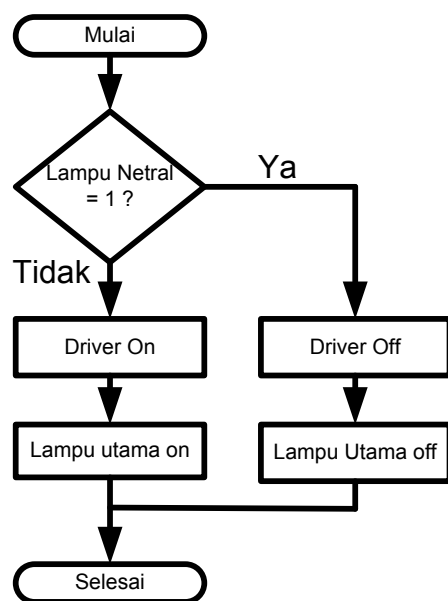 Mulai
Lampu Netral
= 1 ?
Ya
Tidak
Driver On
Driver Off
Lampu utama on
Lampu Utama off
Selesai